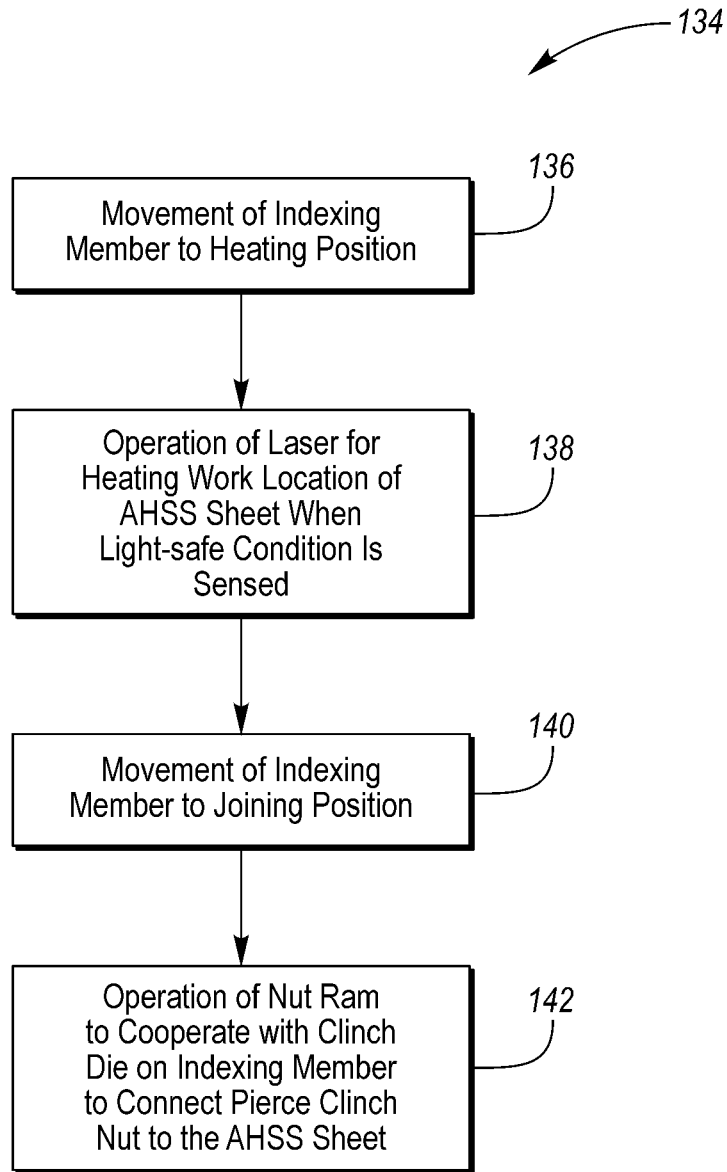 134
136
Movement of Indexing
Member to Heating Position
138
Operation of Laser for
Heating Work Location of
AHSS Sheet When
Light-safe Condition Is
Sensed
140
Movement of Indexing
Member to Joining Position
142
Operation of Nut Ram
to Cooperate with Clinch
Die on Indexing Member
to Connect Pierce Clinch
Nut to the AHSS Sheet